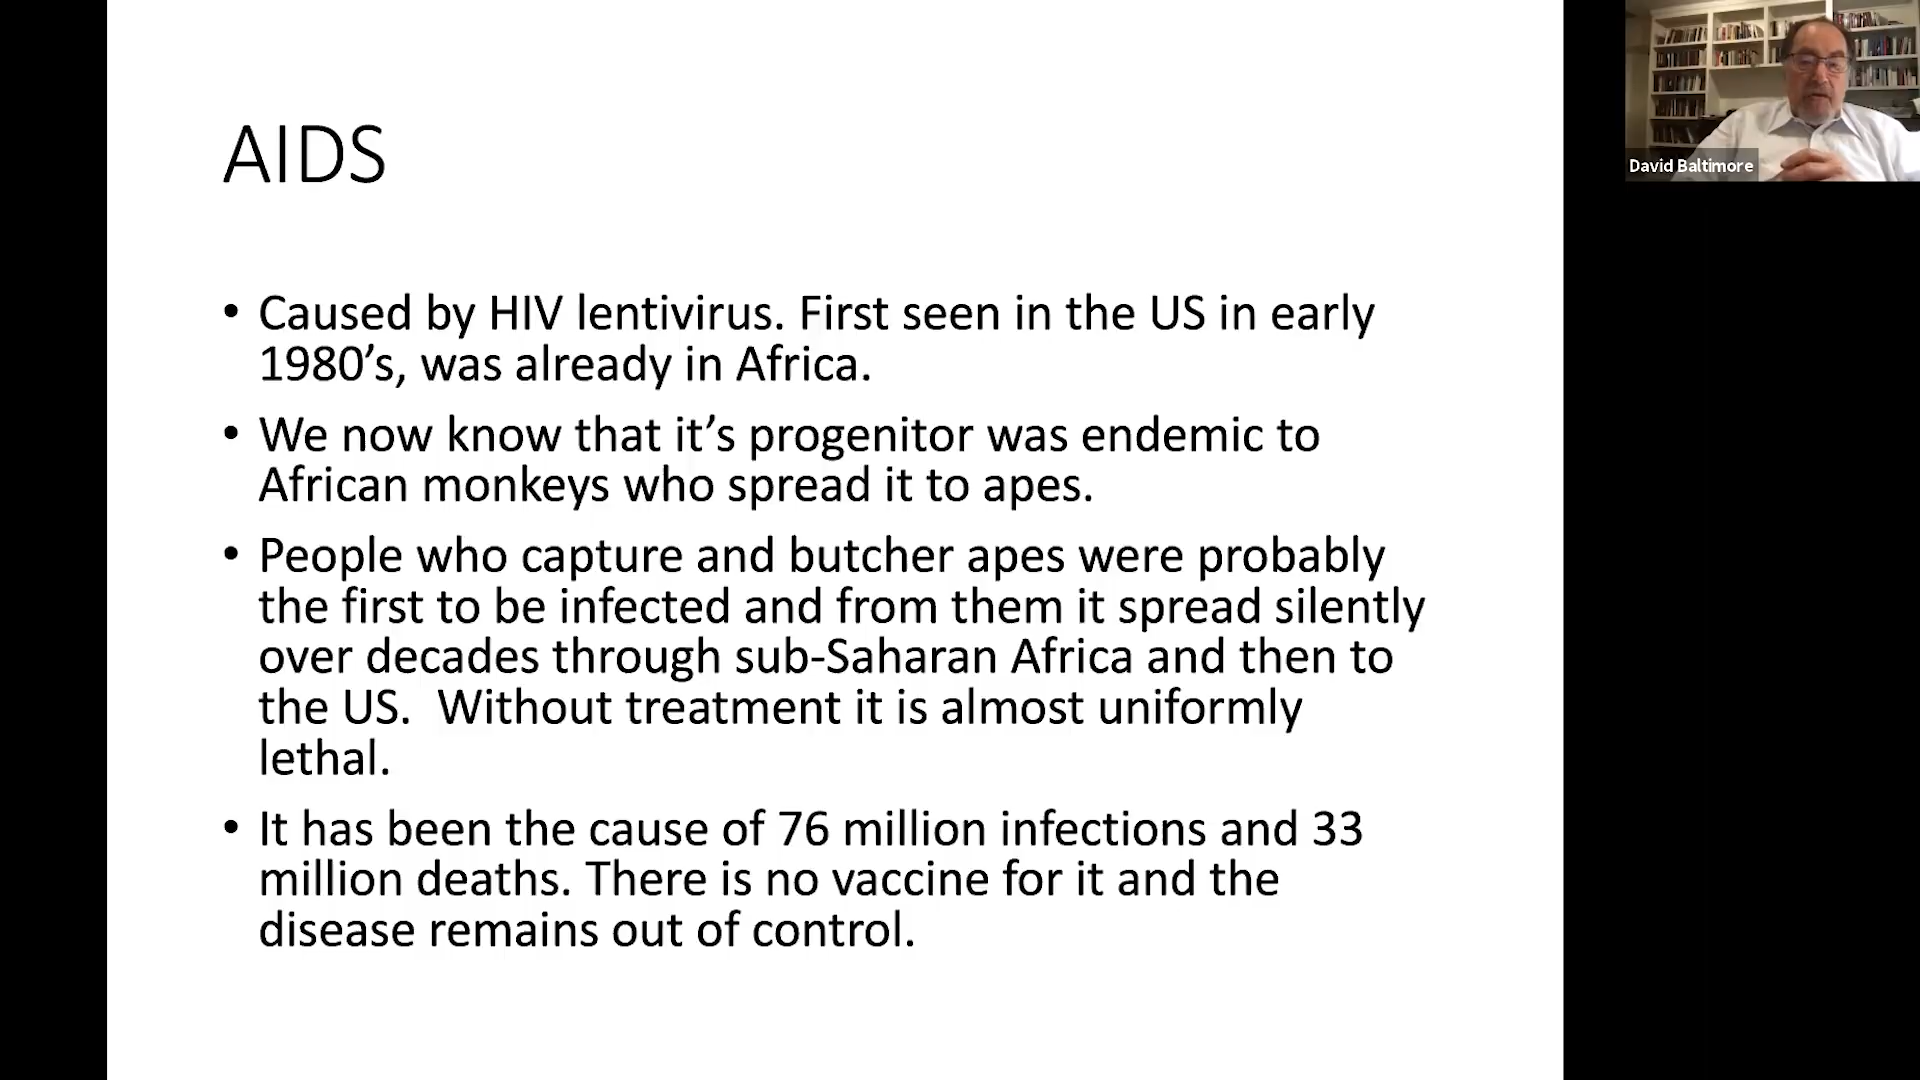 AIDS
• Caused by HIV lentivirus. First seen in the US in early
1980’s, was already in Africa.
• We now know that it’s progenitor was endemic to
African monkeys who spread it to apes.
• People who capture and butcher apes were probably
the first to be infected and from them it spread silently
over decades through sub-Saharan Africa and then to
the US.  Without treatment it is almost uniformly
lethal.
• It has been the cause of 76 million infections and 33
million deaths. There is no vaccine for it and the
disease remains out of control.
David Baltimore